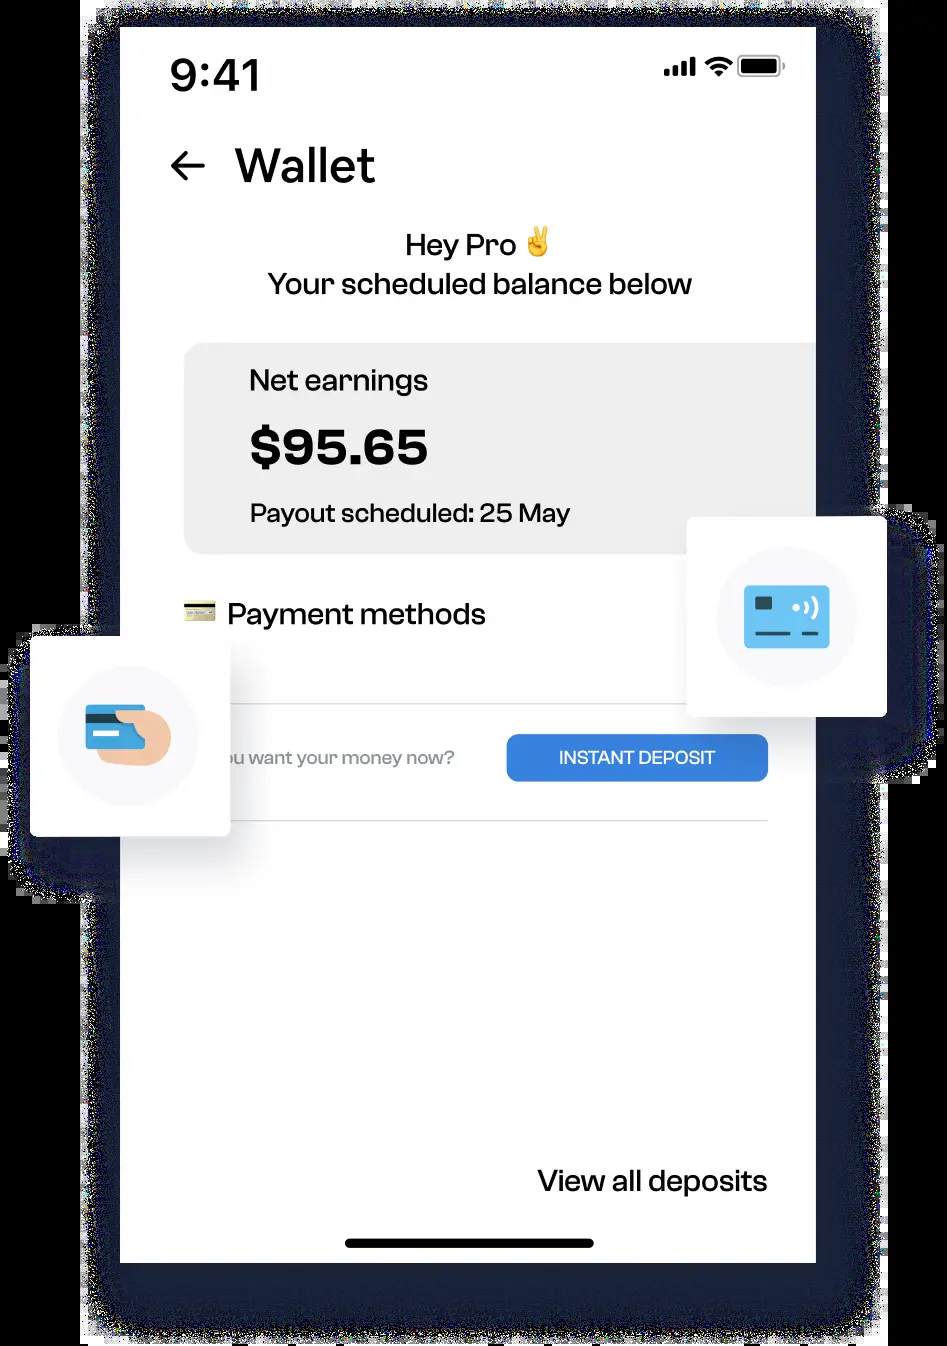 9:41
Wallet
Hey Pro ✌️
Your scheduled balance below
Net earnings
$95.65
Payout scheduled: 25 May
Payment methods
want your money now?
INSTANT DEPOSIT
View all deposits